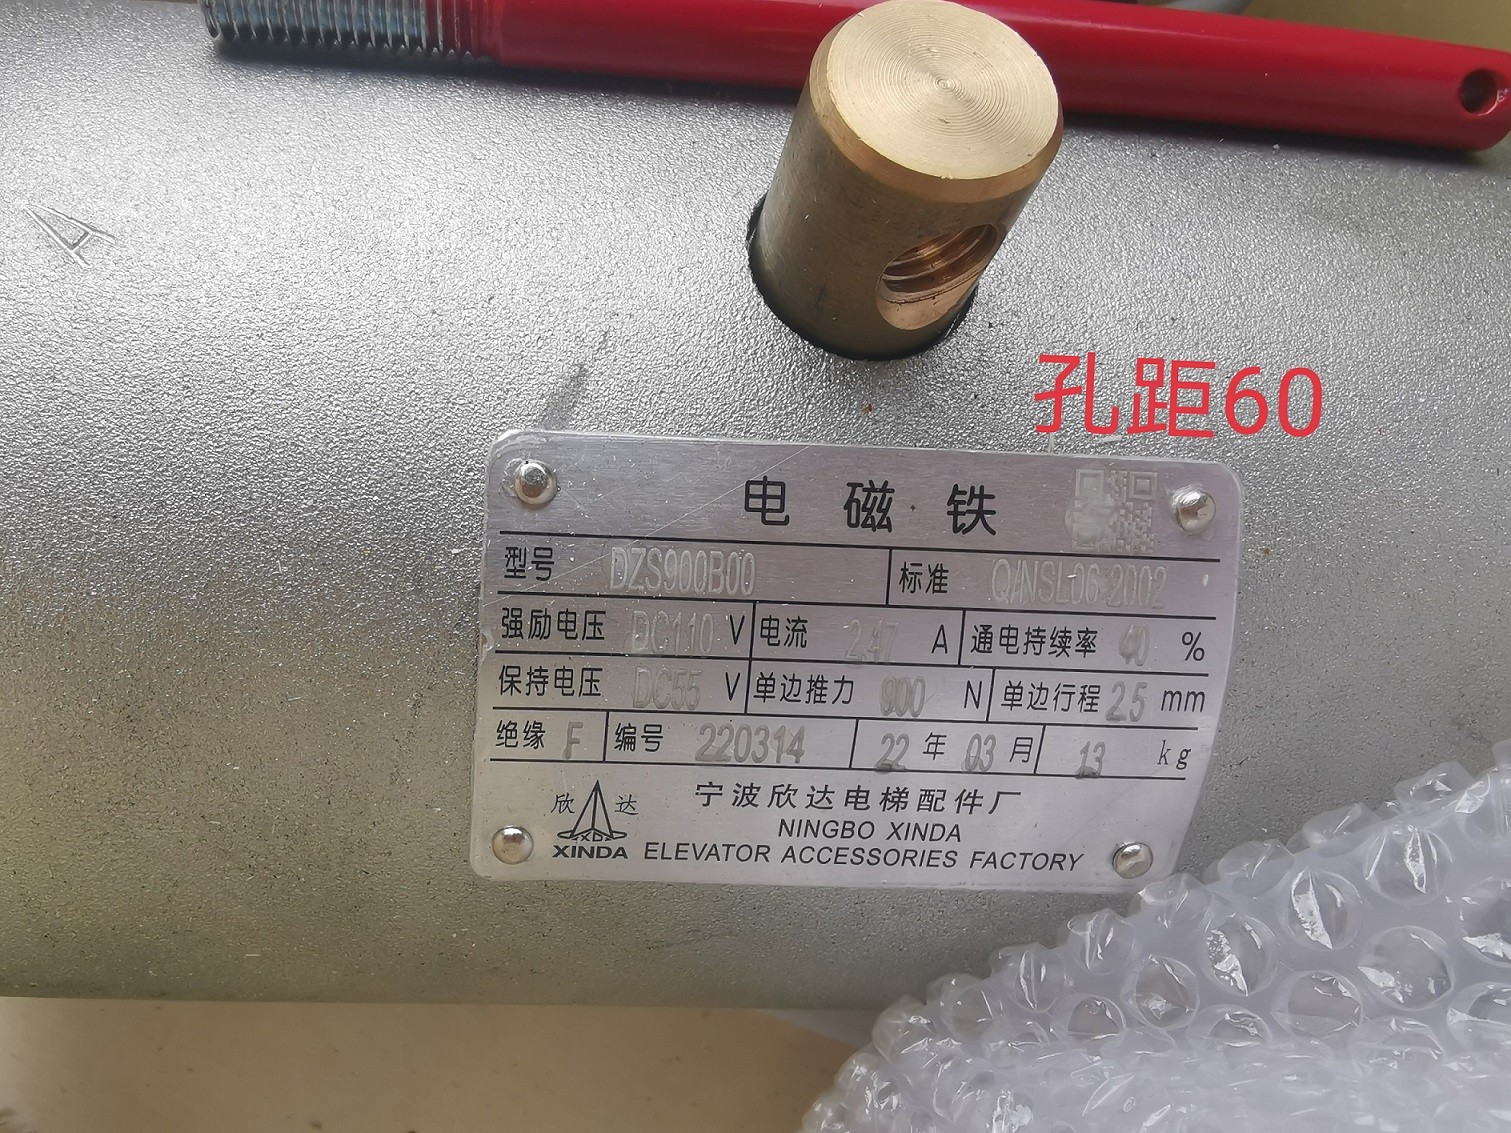 A
孔距60
电磁铁
型号 DZS900B00 标准 Q/NSL06-2002
强励电压 DC110 V 电流 2.47 A 通电持续率 40 %
保持电压 DC55 V 单边推力 900 N 单边行程 2.5 mm
绝缘 F 编号 220314 22 年 03 月 13 kg
欣达 宁波欣达电梯配件厂
XD NINGBO XINDA
XINDA ELEVATOR ACCESSORIES FACTORY